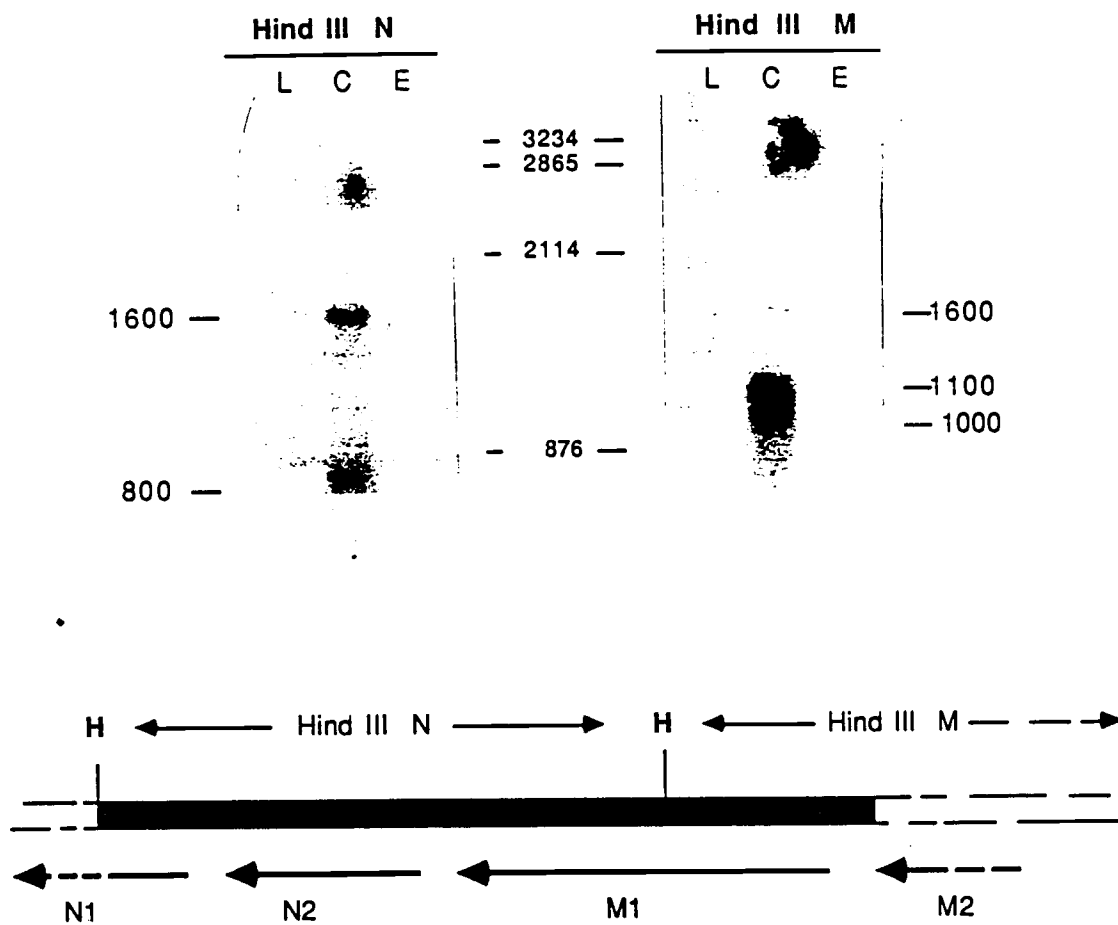 Hind III N
Hind III M
L C E
L C E
3234
2865
2114
876
1600
800
1600
1100
1000
H Hind III N H Hind III M
N1 N2 M1 M2